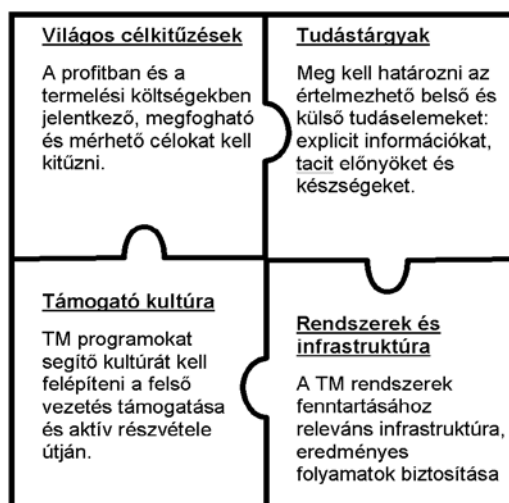 Világos célkitűzések
A profitban és a
termelési költségekben
jelentkező, megfogható
és mérhető célokat kell
kitűzni.
Tudástárgyak
Meg kell határozni az
értelmezhető belső és
külső tudáselemeket:
explicit információkat,
tacit előnyöket és
készségeket.
Támogató kultúra
TM programokat
segítő kultúrát kell
felépíteni a felső
vezetés támogatása
és aktív részvétele
útján.
Rendszerek és
infrastruktúra
A TM rendszerek
fenntartásához
releváns infrastruktúra,
eredményes
folyamatok biztosítása